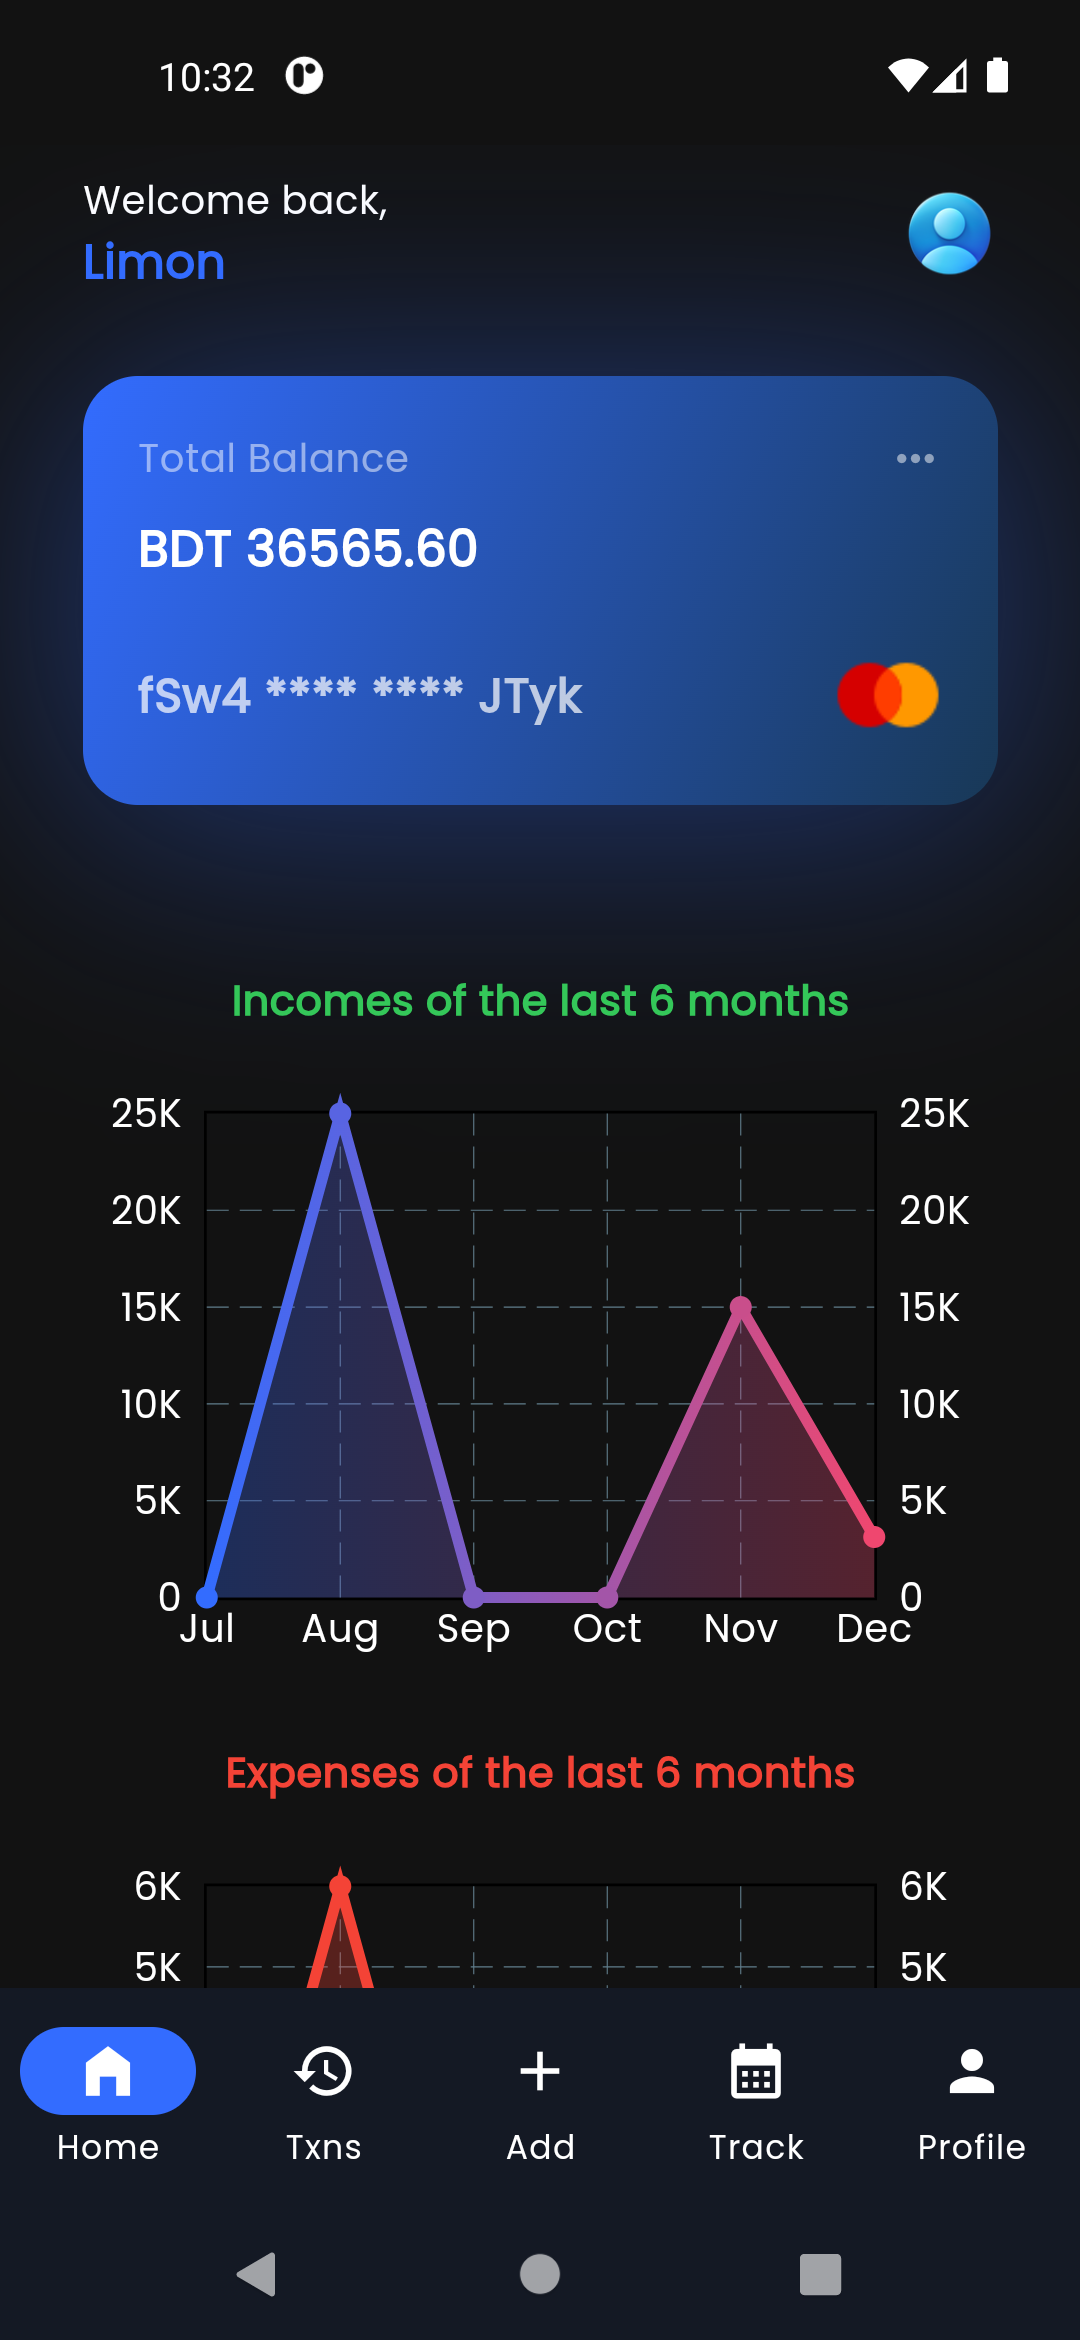 10:32
Welcome back,
Limon
Total Balance
BDT 36565.60
fSw4 **** **** JTyk
Incomes of the last 6 months
25K 25K
20K 20K
15K 15K
10K 10K
5K 5K
0 0
Jul Aug Sep Oct Nov Dec
Expenses of the last 6 months
6K 6K
5K 5K
Home Txns Add Track Profile